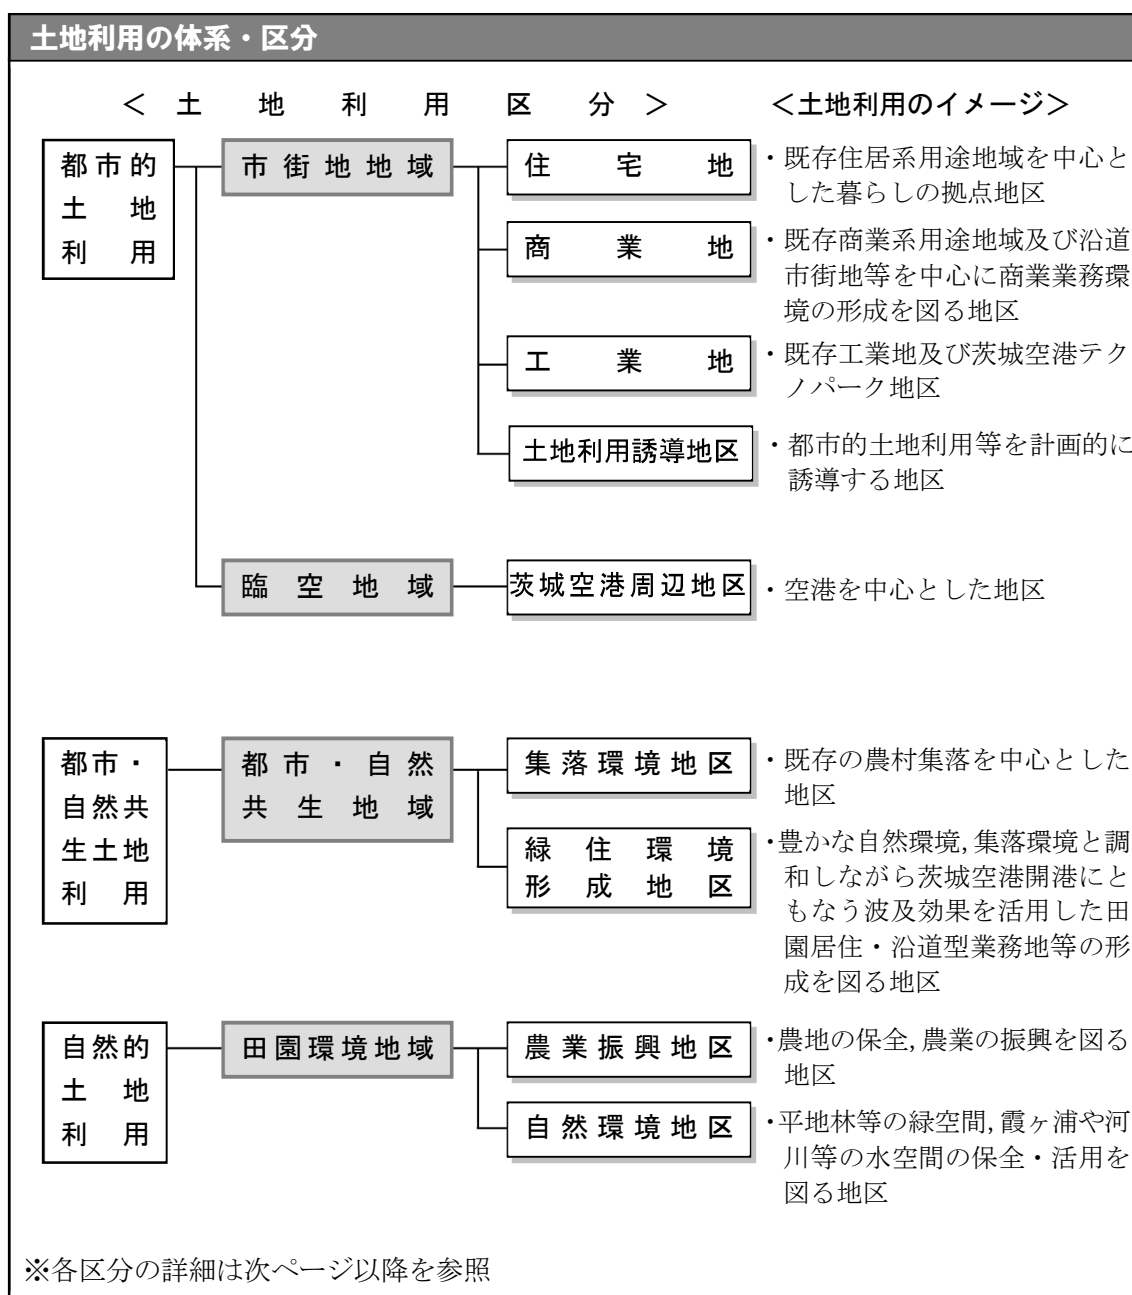 土地利用の体系・区分
＜土地利用区分＞
＜土地利用のイメージ＞
都市的
土地
利用
市街地地域
住宅地
・既存住居系用途地域を中心と
した暮らしの拠点地区
商業地
・既存商業系用途地域及び沿道
市街地等を中心に商業業務環
境の形成を図る地区
工業地
・既存工業地及び茨城空港テク
ノパーク地区
土地利用誘導地区
・都市的土地利用等を計画的に
誘導する地区
臨空地域
茨城空港周辺地区
・空港を中心とした地区
都市・
自然共
生土地
利用
都市・自然
共生地域
集落環境地区
・既存の農村集落を中心とした
地区
緑住環境
形成地区
・豊かな自然環境,集落環境と調
和しながら茨城空港開港にと
もなう波及効果を活用した田
園居住・沿道型業務地等の形
成を図る地区
自然的
土地
利用
田園環境地域
農業振興地区
・農地の保全,農業の振興を図る
地区
自然環境地区
・平地林等の緑空間,霞ヶ浦や河
川等の水空間の保全・活用を
図る地区
※各区分の詳細は次ページ以降を参照